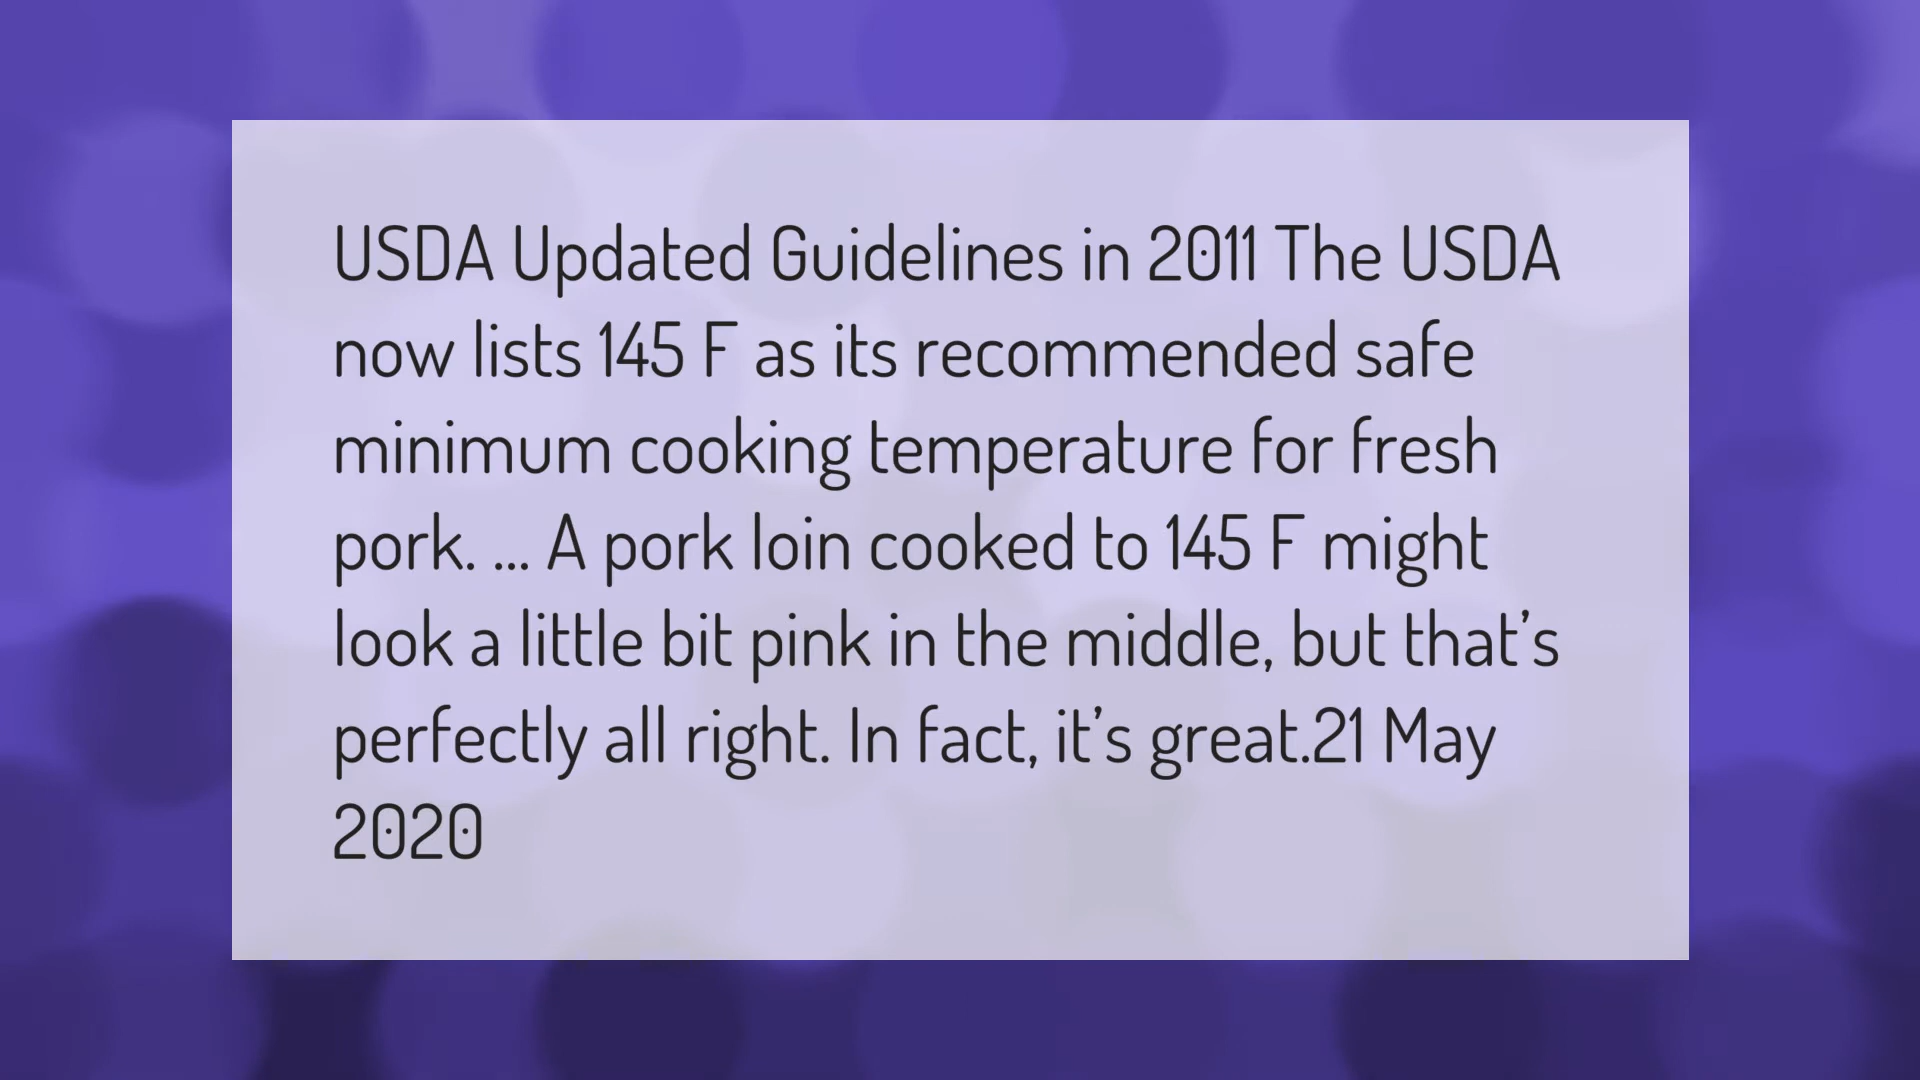 USDA Updated Guidelines in 2011 The USDA
now lists 145 F as its recommended safe
minimum cooking temperature for fresh
pork. ... A pork loin cooked to 145 F might
look a little bit pink in the middle, but that’s
perfectly all right. In fact, it’s great.21 May
2020